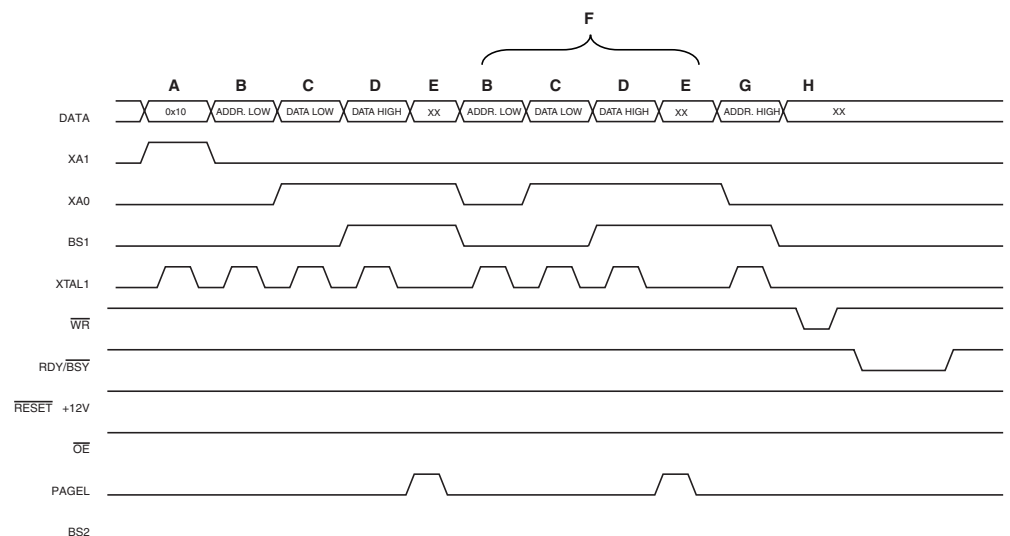 F
A B C D E B C D E G H
DATA 0x10 ADDR. LOW DATA LOW DATA HIGH XX ADDR. LOW DATA LOW DATA HIGH XX ADDR. HIGH XX
XA1
XA0
BS1
XTAL1
WR
RDY/BSY
RESET +12V
OE
PAGEL
BS2